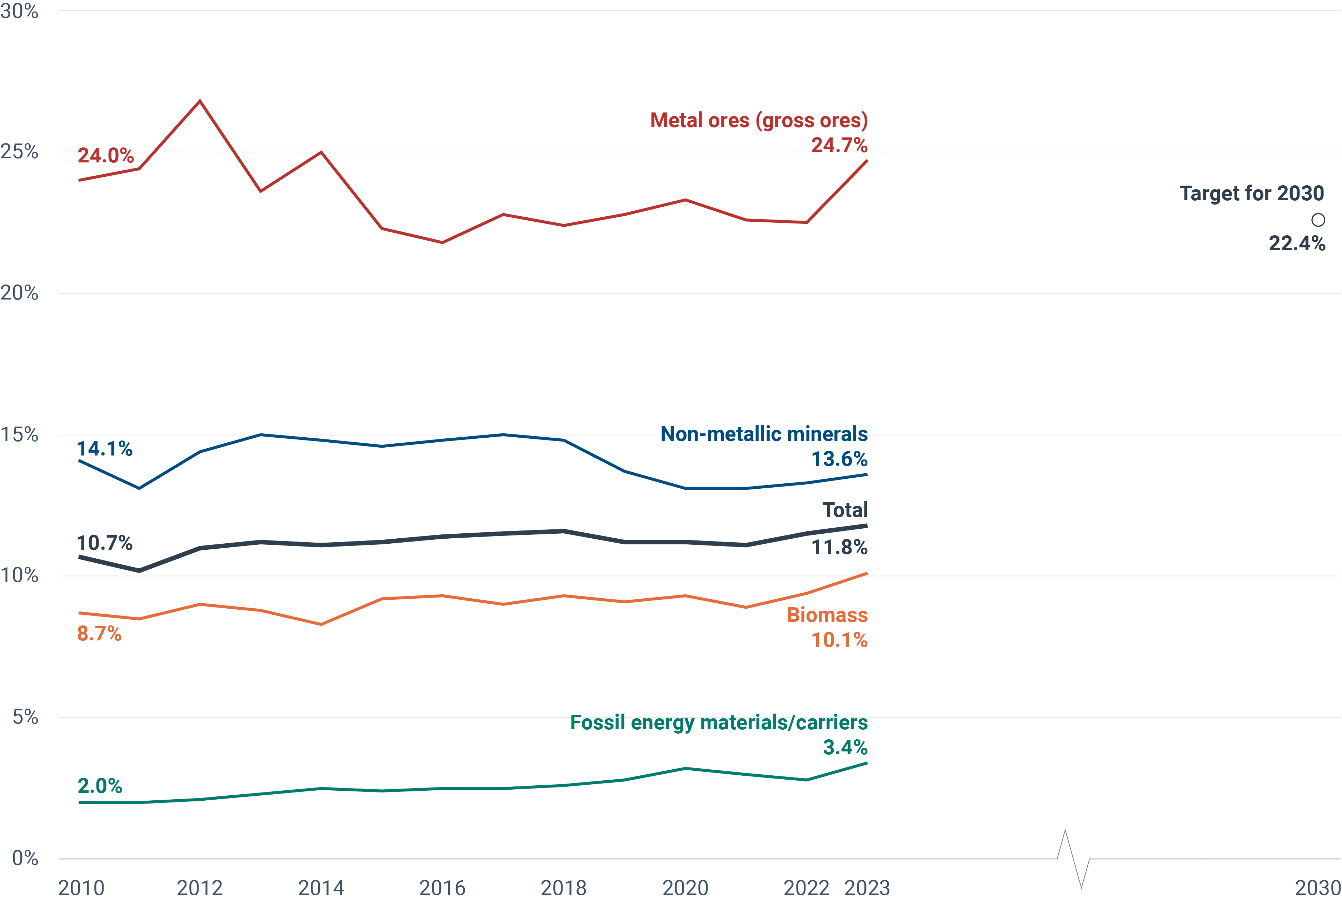 30%
Metal ores (gross ores)
24.7%
24.0%
25%
Target for 2030
22.4%
20%
15%
14.1%
Non-metallic minerals
13.6%
Total
11.8%
10.7%
10%
8.7%
Biomass
10.1%
5%
Fossil energy materials/carriers
3.4%
2.0%
0%
2010 2012 2014 2016 2018 2020 2022 2023 2030